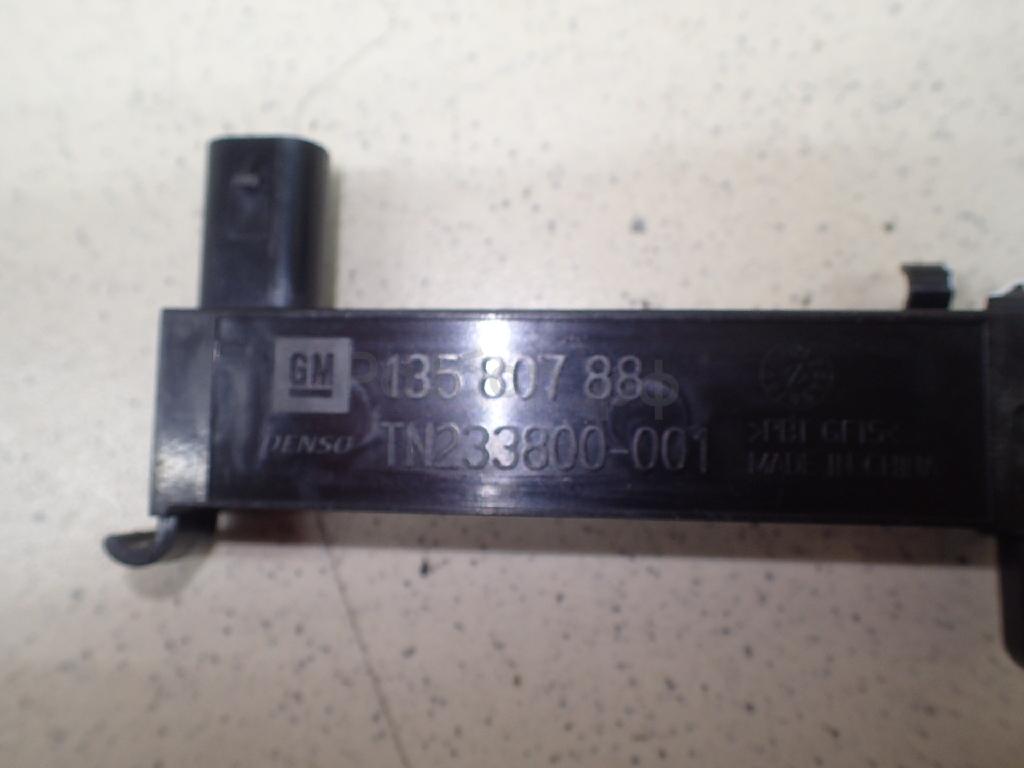 GM 135 807 88
DENSO TN233800-001
>PBT GF15<
MADE IN CHINA